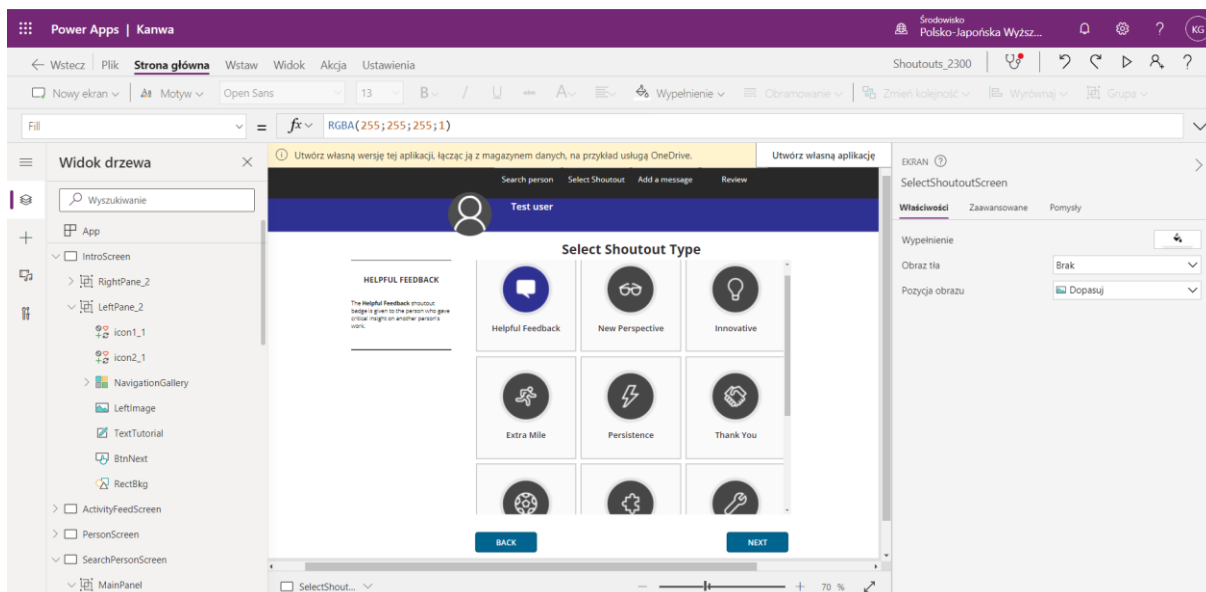 Power Apps | Kanwa
Środowisko
Polsko-Japońska Wyższ...
KG
Wstecz Plik Strona główna Wstaw Widok Akcja Ustawienia
Shoutouts_2300
Nowy ekran Motyw Open Sans 13 B / U abc A Wypełnienie Obramowanie Zmień kolejność Wyrównaj Grupa
Fill = fx RGBA(255;255;255;1)
Widok drzewa
Wyszukiwanie
App
IntroScreen
RightPane_2
LeftPane_2
icon1_1
icon2_1
NavigationGallery
LeftImage
TextTutorial
BtnNext
RectBkg
ActivityFeedScreen
PersonScreen
SearchPersonScreen
MainPanel
Utwórz własną wersję tej aplikacji, łącząc ją z magazynem danych, na przykład usługą OneDrive.
Utwórz własną aplikację
Search person Select Shoutout Add a message Review
Test user
Select Shoutout Type
HELPFUL FEEDBACK
The Helpful Feedback shoutout
badge is given to the person who gave
critical insight on another person's
work.
Helpful Feedback New Perspective Innovative
Extra Mile Persistence Thank You
BACK NEXT
SelectShout...
70 %
EKRAN
SelectShoutoutScreen
Właściwości Zaawansowane Pomysły
Wypełnienie
Obraz tła Brak
Pozycja obrazu Dopasuj